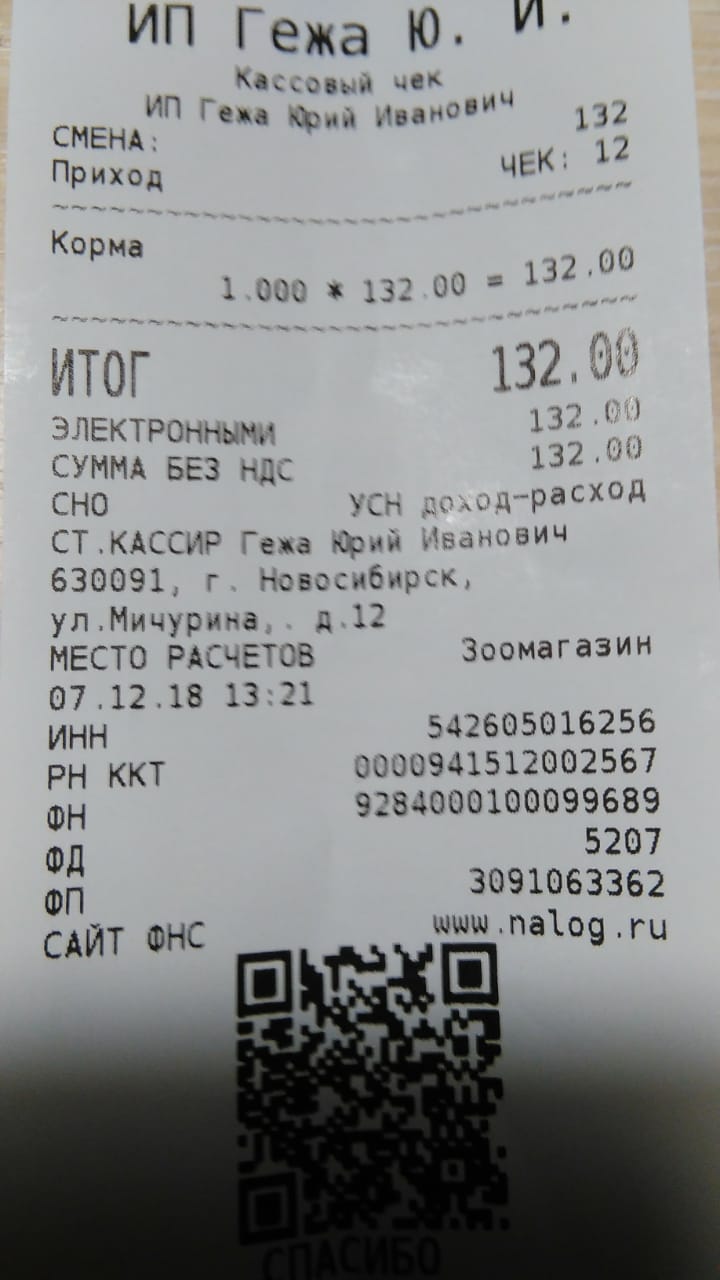 ИП Гежа Ю. И.
Кассовый чек
ИП Гежа Юрий Иванович
СМЕНА: 132
Приход ЧЕК: 12
~~~~~~~~~~~~~~~~~~~~~~~~~~~~~~
Корма
1.000 * 132.00 = 132.00
~~~~~~~~~~~~~~~~~~~~~~~~~~~~~~
ИТОГ 132.00
ЭЛЕКТРОННЫМИ 132.00
СУММА БЕЗ НДС 132.00
СНО УСН доход-расход
СТ.КАССИР Гежа Юрий Иванович
630091, г. Новосибирск,
ул.Мичурина,. д.12
МЕСТО РАСЧЕТОВ Зоомагазин
07.12.18 13:21
ИНН 542605016256
РН ККТ 0000941512002567
ФН 9284000100099689
ФД 5207
ФП 3091063362
САЙТ ФНС www.nalog.ru
СПАСИБО